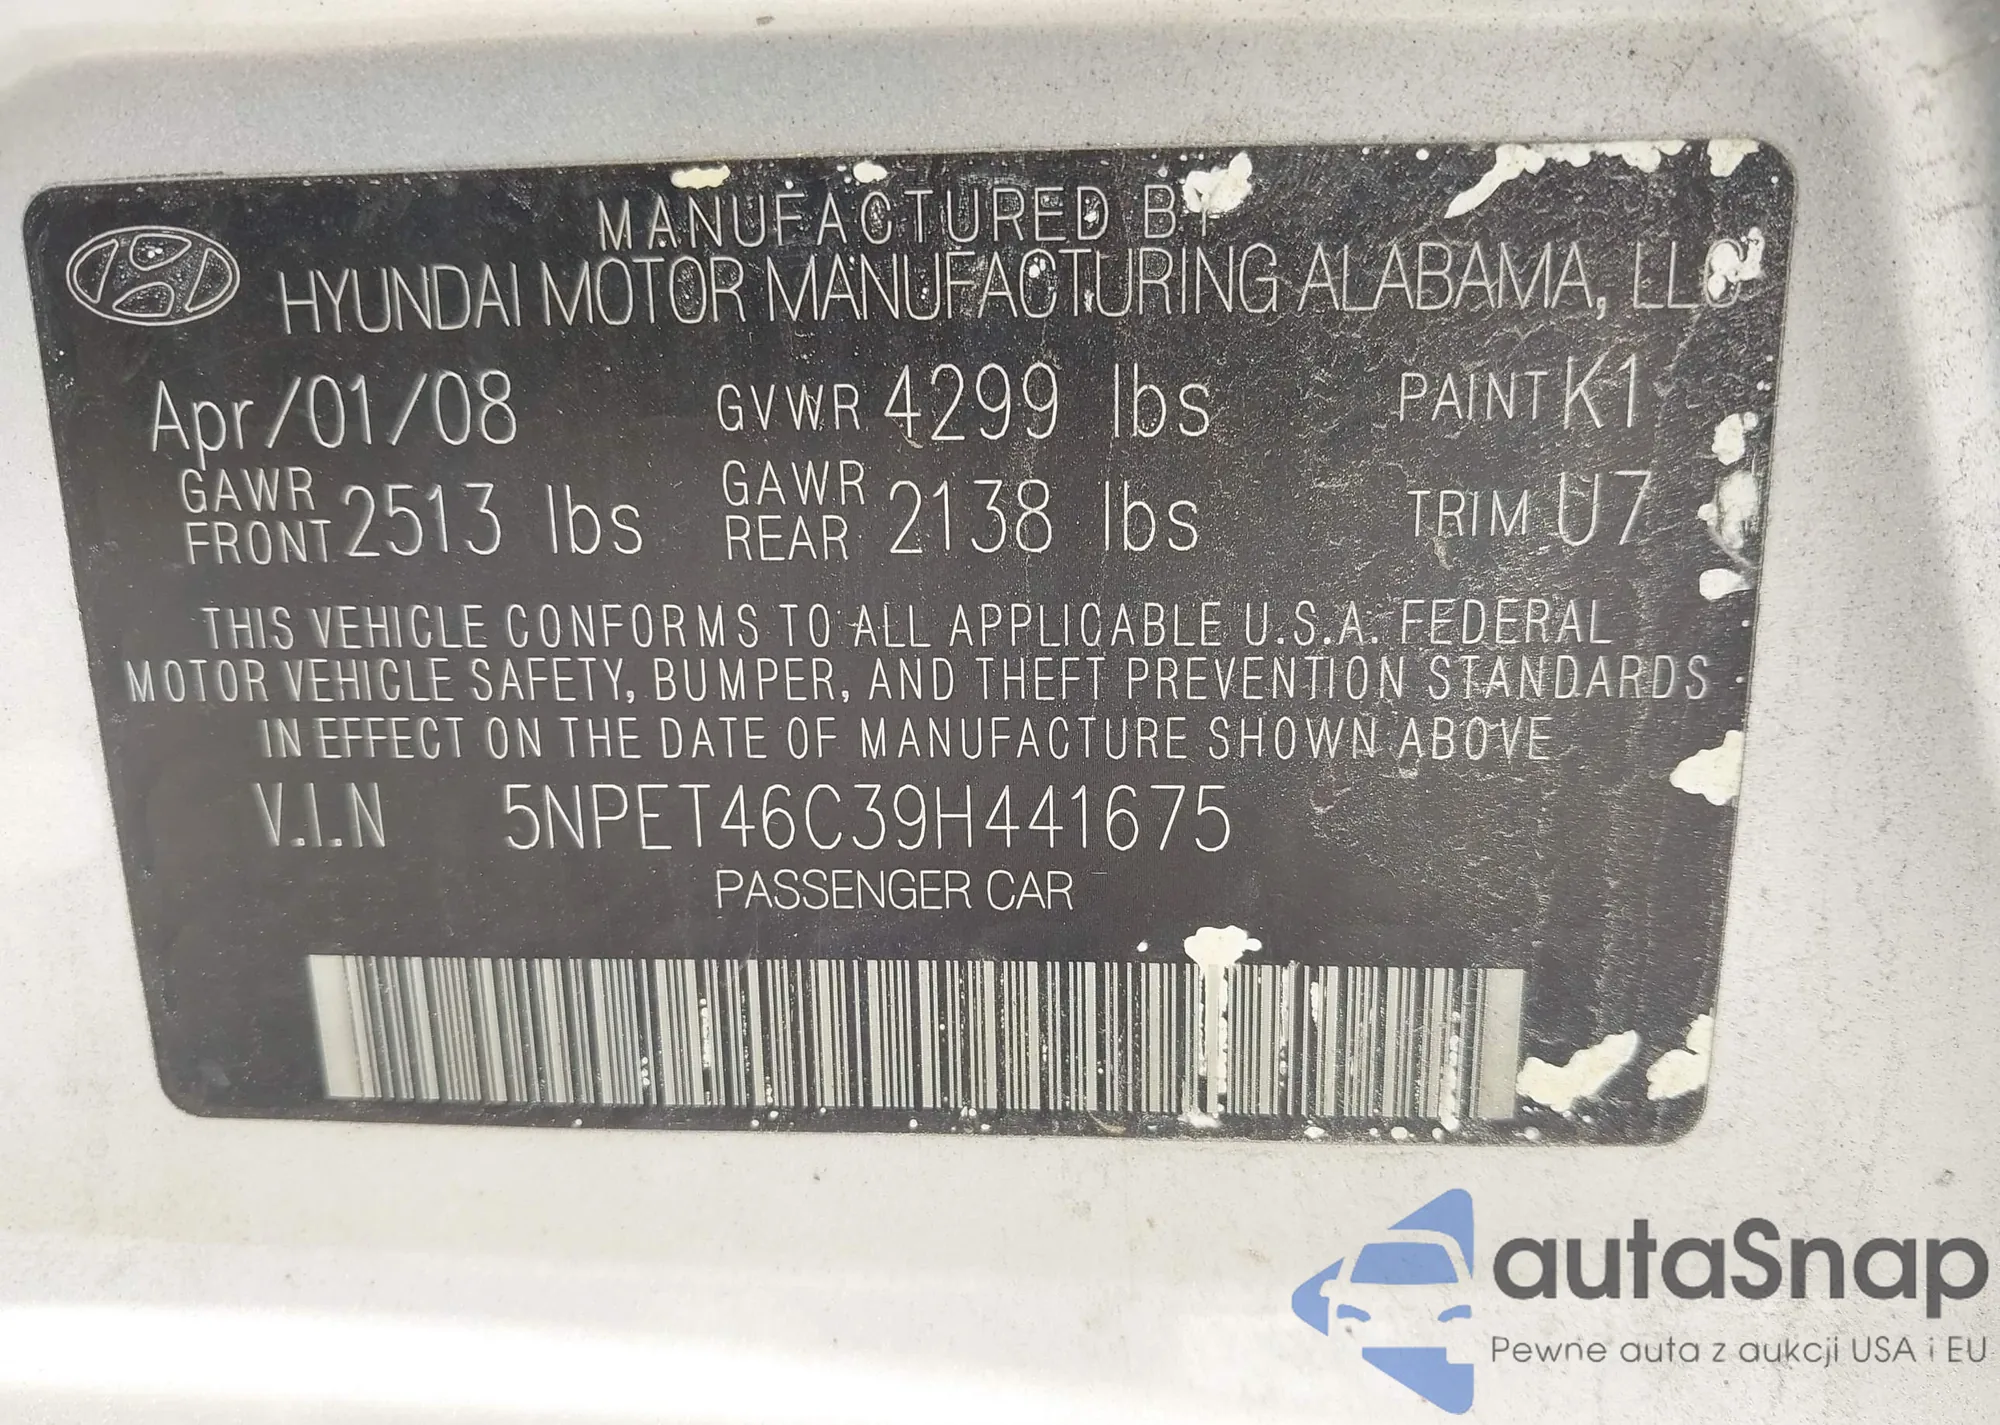 MANUFACTURED BY
HYUNDAI MOTOR MANUFACTURING ALABAMA, LLC
Apr/01/08 GVWR 4299 lbs PAINT K1
GAWR FRONT 2513 lbs GAWR REAR 2138 lbs TRIM U7
THIS VEHICLE CONFORMS TO ALL APPLICABLE U.S.A. FEDERAL
MOTOR VEHICLE SAFETY, BUMPER, AND THEFT PREVENTION STANDARDS
IN EFFECT ON THE DATE OF MANUFACTURE SHOWN ABOVE
V.I.N 5NPET46C39H441675
PASSENGER CAR
autaSnap
Pewne auta z aukcji USA i EU